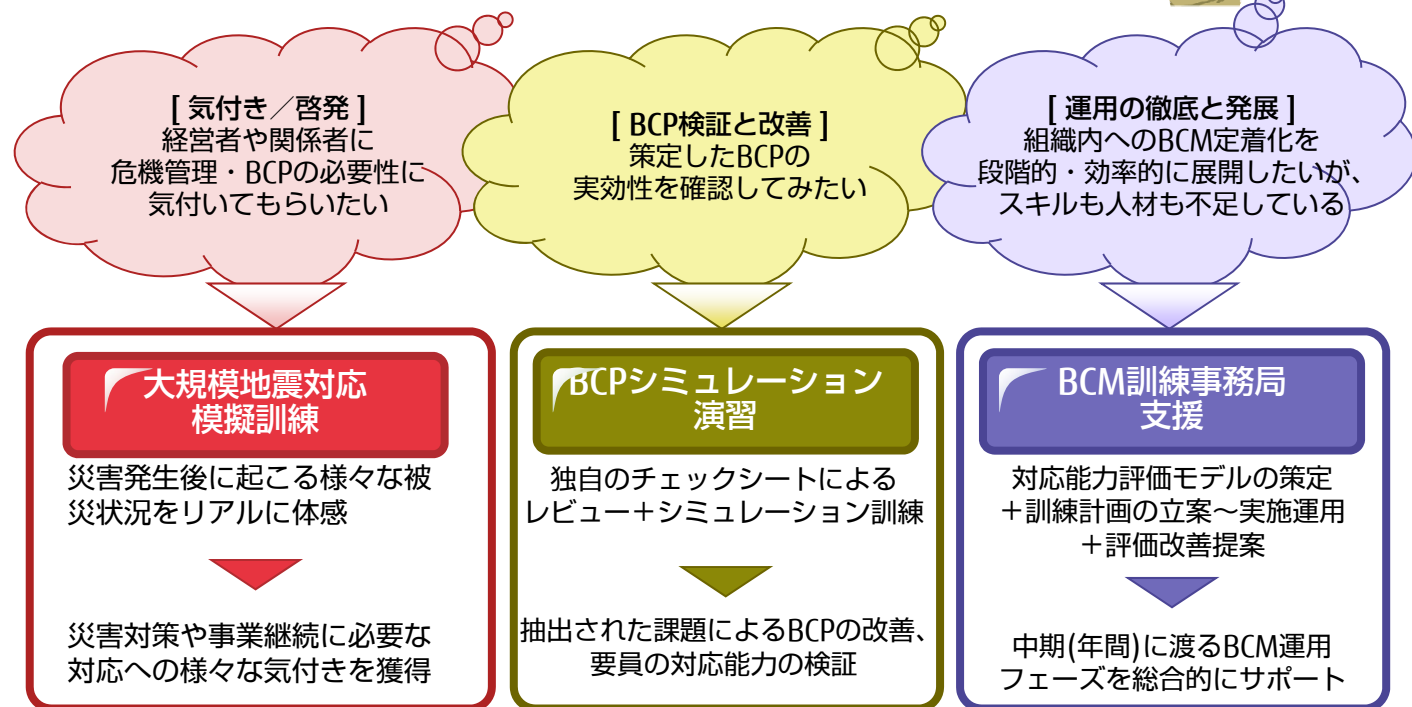 [ 気付き／啓発 ]
経営者や関係者に
危機管理・BCPの必要性に
気付いてもらいたい
[ BCP検証と改善 ]
策定したBCPの
実効性を確認してみたい
[ 運用の徹底と発展 ]
組織内へのBCM定着化を
段階的・効率的に展開したいが、
スキルも人材も不足している
大規模地震対応
模擬訓練
災害発生後に起こる様々な被
災状況をリアルに体感
災害対策や事業継続に必要な
対応への様々な気付きを獲得
BCPシミュレーション
演習
独自のチェックシートによる
レビュー＋シミュレーション訓練
抽出された課題によるBCPの改善、
要員の対応能力の検証
BCM訓練事務局
支援
対応能力評価モデルの策定
＋訓練計画の立案～実施運用
＋評価改善提案
中期(年間)に渡るBCM運用
フェーズを総合的にサポート